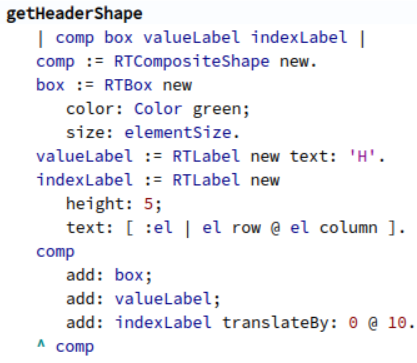 getHeaderShape
| comp box valueLabel indexLabel |
comp := RTCompositeShape new.
box := RTBox new
color: Color green;
size: elementSize.
valueLabel := RTLabel new text: 'H'.
indexLabel := RTLabel new
height: 5;
text: [ :el | el row @ el column ].
comp
add: box;
add: valueLabel;
add: indexLabel translateBy: 0 @ 10.
^ comp